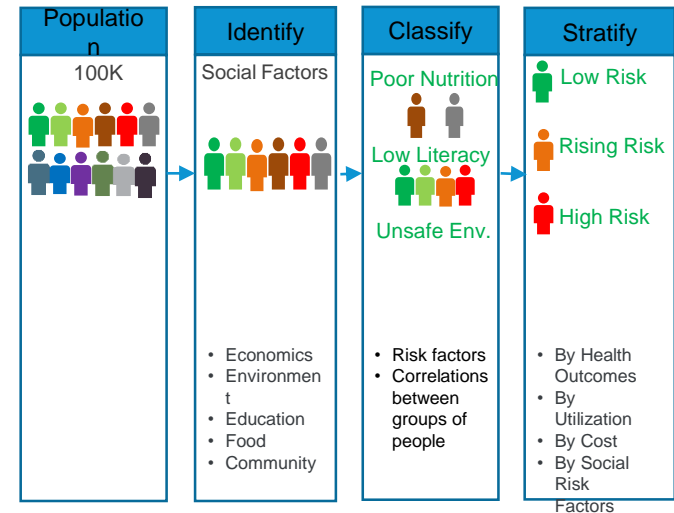 Populatio
n
100K
Identify
Social Factors
• Economics
• Environmen
t
• Education
• Food
• Community
Classify
Poor Nutrition
Low Literacy
Unsafe Env.
• Risk factors
• Correlations
between
groups of
people
Stratify
Low Risk
Rising Risk
High Risk
• By Health
Outcomes
• By
Utilization
• By Cost
• By Social
Risk
Factors